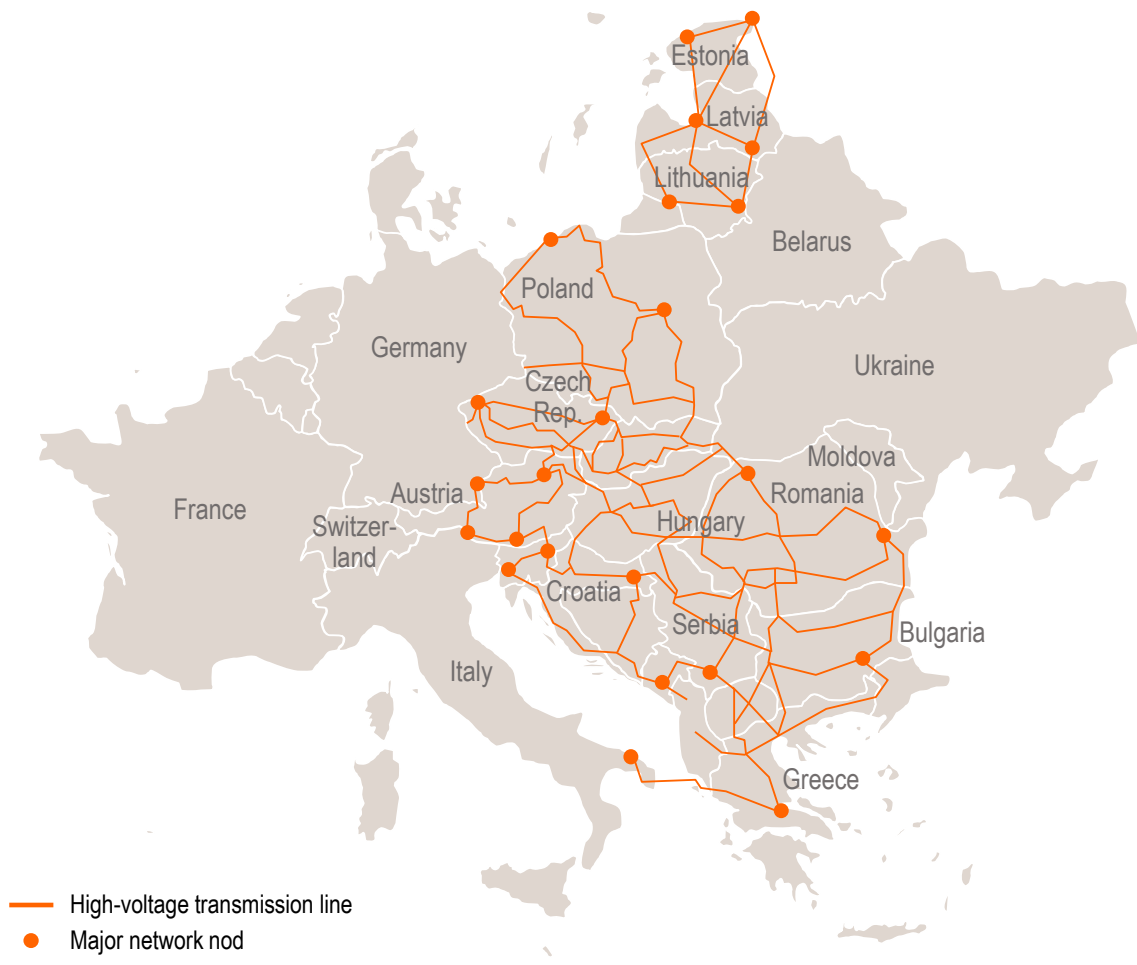 Estonia
Latvia
Lithuania
Belarus
Poland
Germany
Ukraine
Czech
Rep.
Moldova
Austria
Romania
France
Hungary
Switzer-
land
Croatia
Serbia
Bulgaria
Italy
Greece
High-voltage transmission line
Major network nod